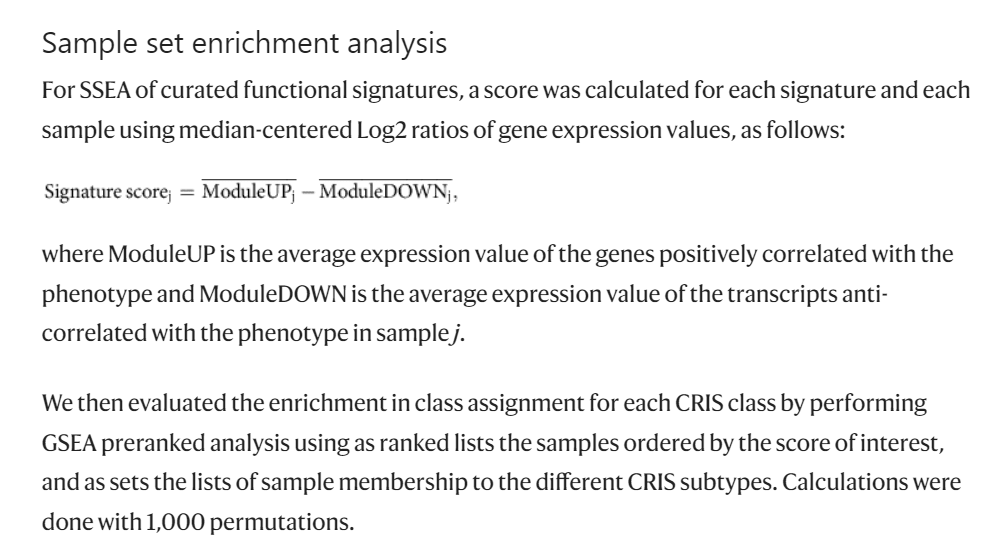 Sample set enrichment analysis
For SSEA of curated functional signatures, a score was calculated for each signature and each
sample using median-centered Log2 ratios of gene expression values, as follows:
Signature scoreⱼ = \overline{ModuleUPⱼ} − \overline{ModuleDOWNⱼ},
where ModuleUP is the average expression value of the genes positively correlated with the
phenotype and ModuleDOWN is the average expression value of the transcripts anti-
correlated with the phenotype in sample j.
We then evaluated the enrichment in class assignment for each CRIS class by performing
GSEA preranked analysis using as ranked lists the samples ordered by the score of interest,
and as sets the lists of sample membership to the different CRIS subtypes. Calculations were
done with 1,000 permutations.